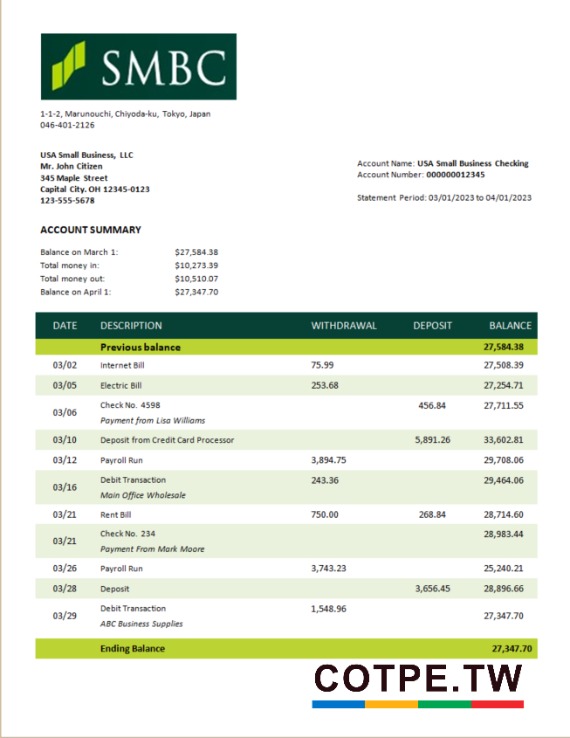 SMBC
1-1-2, Marunouchi, Chiyoda-ku, Tokyo, Japan
046-401-2126
USA Small Business, LLC
Mr. John Citizen
345 Maple Street
Capital City. OH 12345-0123
123-555-5678
Account Name: USA Small Business Checking
Account Number: 000000012345
Statement Period: 03/01/2023 to 04/01/2023
ACCOUNT SUMMARY
Balance on March 1: $27,584.38
Total money in: $10,273.39
Total money out: $10,510.07
Balance on April 1: $27,347.70
DATE DESCRIPTION WITHDRAWAL DEPOSIT BALANCE
Previous balance 27,584.38
03/02 Internet Bill 75.99 27,508.39
03/05 Electric Bill 253.68 27,254.71
03/06 Check No. 4598 456.84 27,711.55
Payment from Lisa Williams
03/10 Deposit from Credit Card Processor 5,891.26 33,602.81
03/12 Payroll Run 3,894.75 29,708.06
03/16 Debit Transaction 243.36 29,464.06
Main Office Wholesale
03/21 Rent Bill 750.00 268.84 28,714.60
03/21 Check No. 234 28,983.44
Payment From Mark Moore
03/26 Payroll Run 3,743.23 25,240.21
03/28 Deposit 3,656.45 28,896.66
03/29 Debit Transaction 1,548.96 27,347.70
ABC Business Supplies
Ending Balance 27,347.70
COTPE.TW